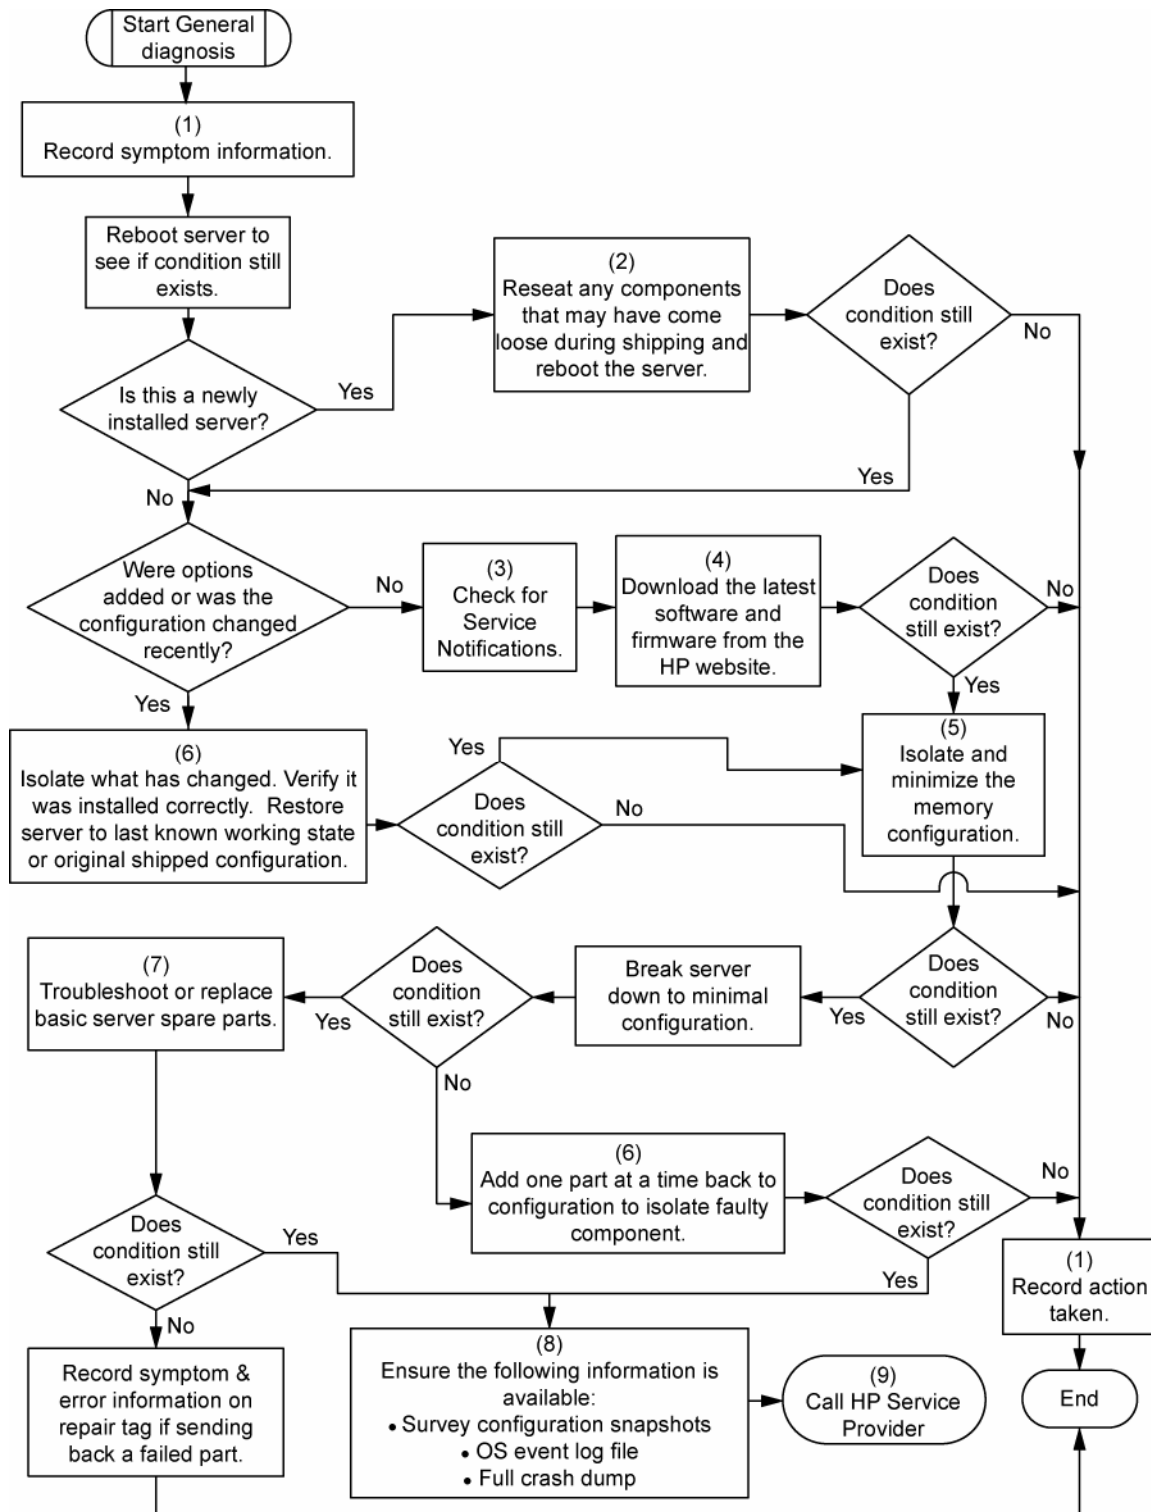 Start General
diagnosis
(1)
Record symptom information.
Reboot server to
see if condition still
exists.
Is this a newly
installed server?
Yes
(2)
Reseat any components
that may have come
loose during shipping and
reboot the server.
Does
condition still
exist?
No
Yes
No
Were options
added or was the
configuration changed
recently?
No
(3)
Check for
Service
Notifications.
(4)
Download the latest
software and
firmware from the
HP website.
Does
condition
still exist?
No
Yes
Yes
(6)
Isolate what has changed. Verify it
was installed correctly. Restore
server to last known working state
or original shipped configuration.
Does
condition still
exist?
Yes
No
(5)
Isolate and
minimize the
memory
configuration.
Does
condition
still exist?
No
Yes
Break server
down to minimal
configuration.
Does
condition
still exist?
Yes
No
(7)
Troubleshoot or replace
basic server spare parts.
(6)
Add one part at a time back to
configuration to isolate faulty
component.
Does
condition still
exist?
No
Yes
Does
condition still
exist?
Yes
No
(1)
Record action
taken.
Record symptom &
error information on
repair tag if sending
back a failed part.
(8)
Ensure the following information is
available:
• Survey configuration snapshots
• OS event log file
• Full crash dump
(9)
Call HP Service
Provider
End